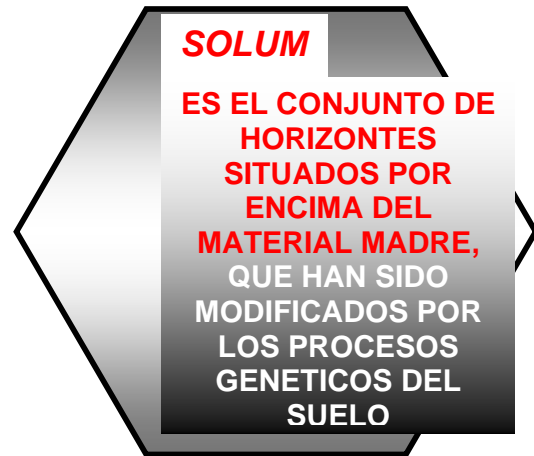 SOLUM
ES EL CONJUNTO DE
HORIZONTES
SITUADOS POR
ENCIMA DEL
MATERIAL MADRE,
QUE HAN SIDO
MODIFICADOS POR
LOS PROCESOS
GENETICOS DEL
SUELO